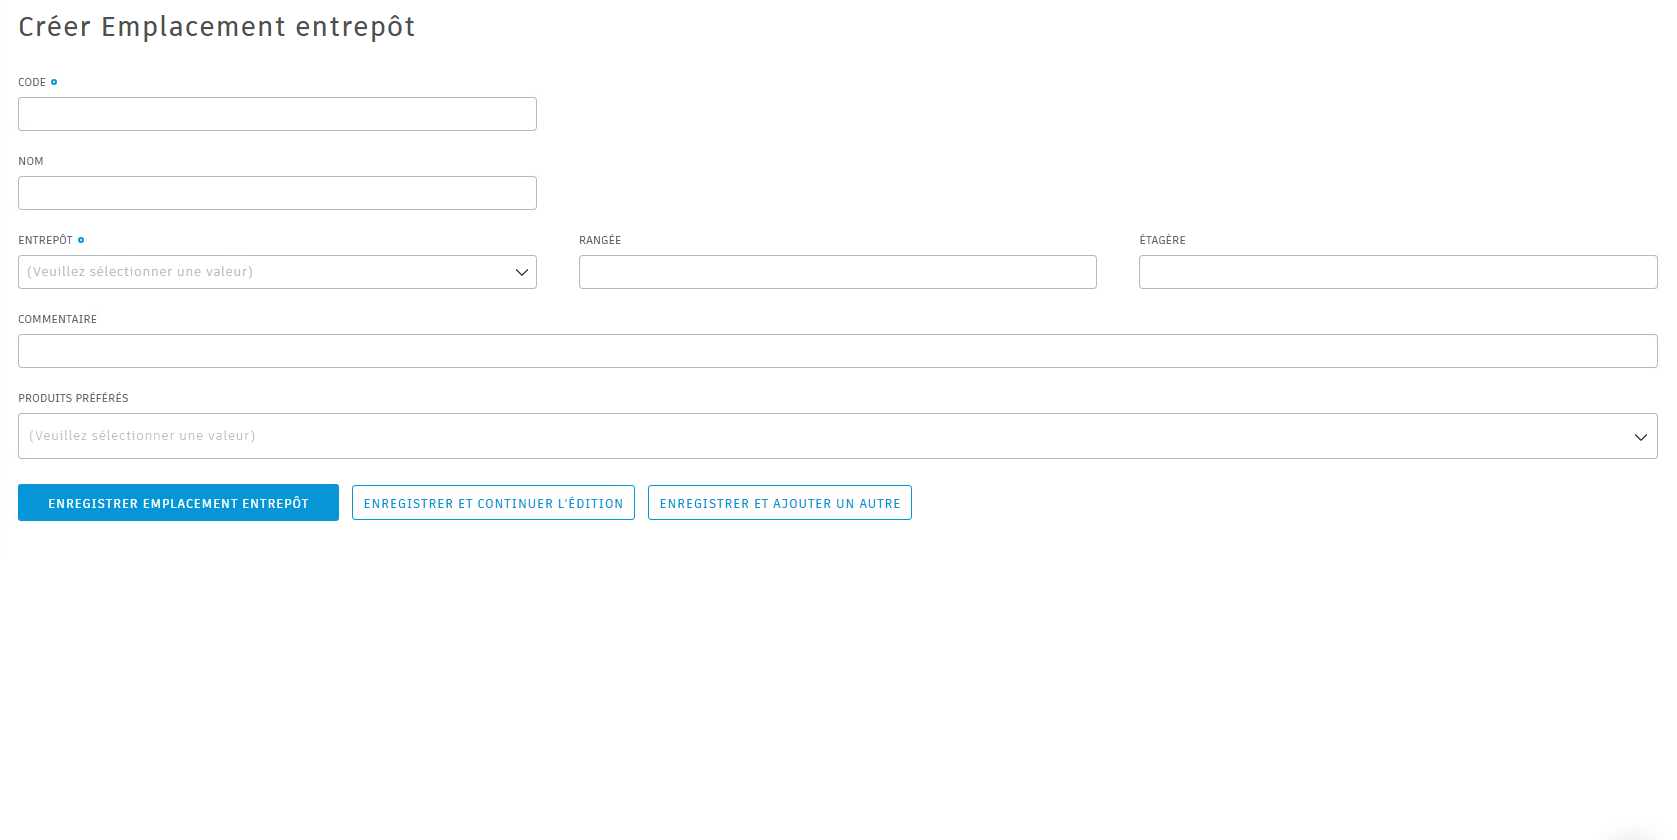 Créer Emplacement entrepôt
CODE
NOM
ENTREPÔT RANGÉE ÉTAGÈRE
(Veuillez sélectionner une valeur)
COMMENTAIRE
PRODUITS PRÉFÉRÉS
(Veuillez sélectionner une valeur)
ENREGISTRER EMPLACEMENT ENTREPÔT ENREGISTRER ET CONTINUER L'ÉDITION ENREGISTRER ET AJOUTER UN AUTRE